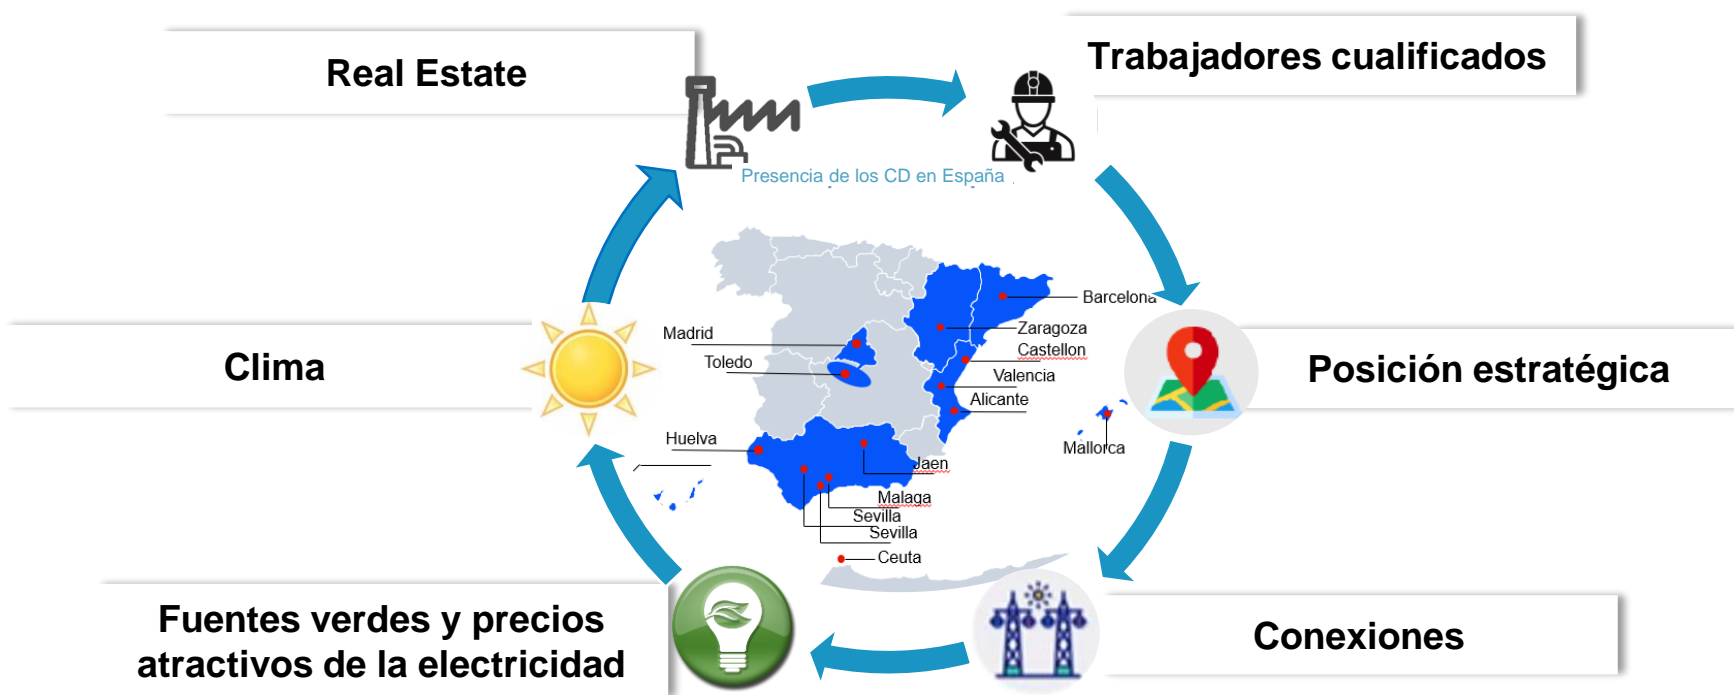 Real Estate
Trabajadores cualificados
Presencia de los CD en España
Barcelona
Madrid
Zaragoza
Castellon
Toledo
Valencia
Clima
Posición estratégica
Alicante
Huelva
Mallorca
Jaen
Malaga
Sevilla
Sevilla
Ceuta
Fuentes verdes y precios
atractivos de la electricidad
Conexiones